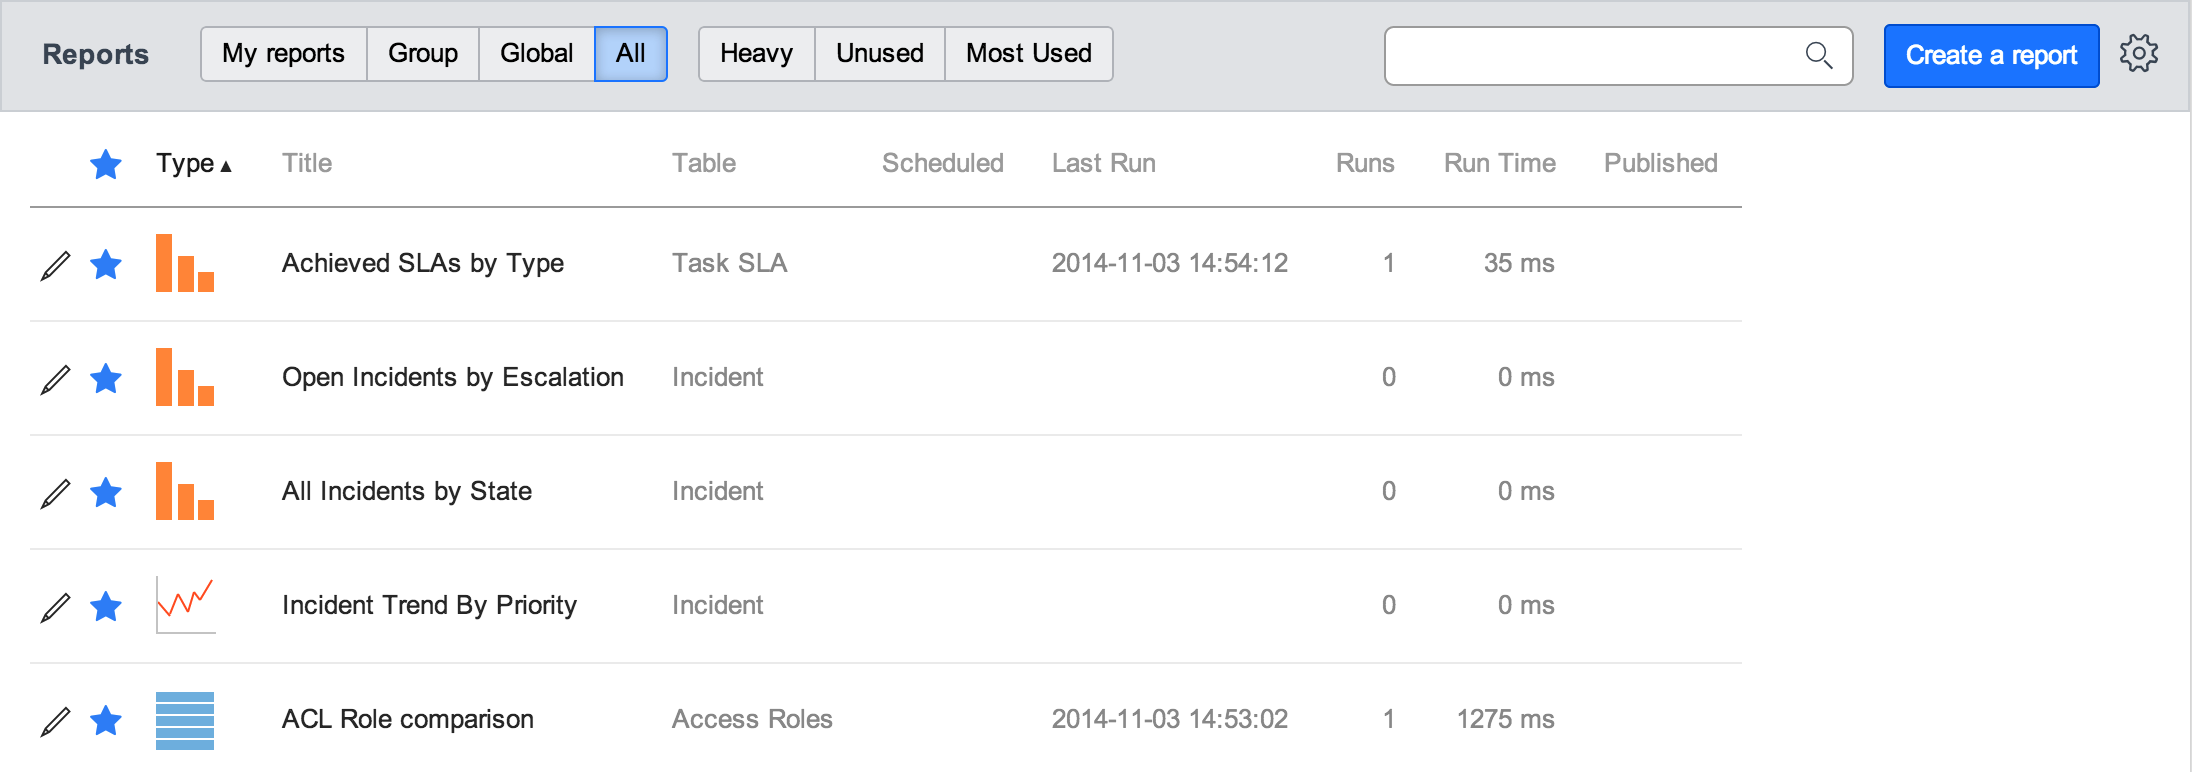 Reports My reports Group Global All Heavy Unused Most Used Create a report
Type ▲ Title Table Scheduled Last Run Runs Run Time Published
Achieved SLAs by Type Task SLA 2014-11-03 14:54:12 1 35 ms
Open Incidents by Escalation Incident 0 0 ms
All Incidents by State Incident 0 0 ms
Incident Trend By Priority Incident 0 0 ms
ACL Role comparison Access Roles 2014-11-03 14:53:02 1 1275 ms